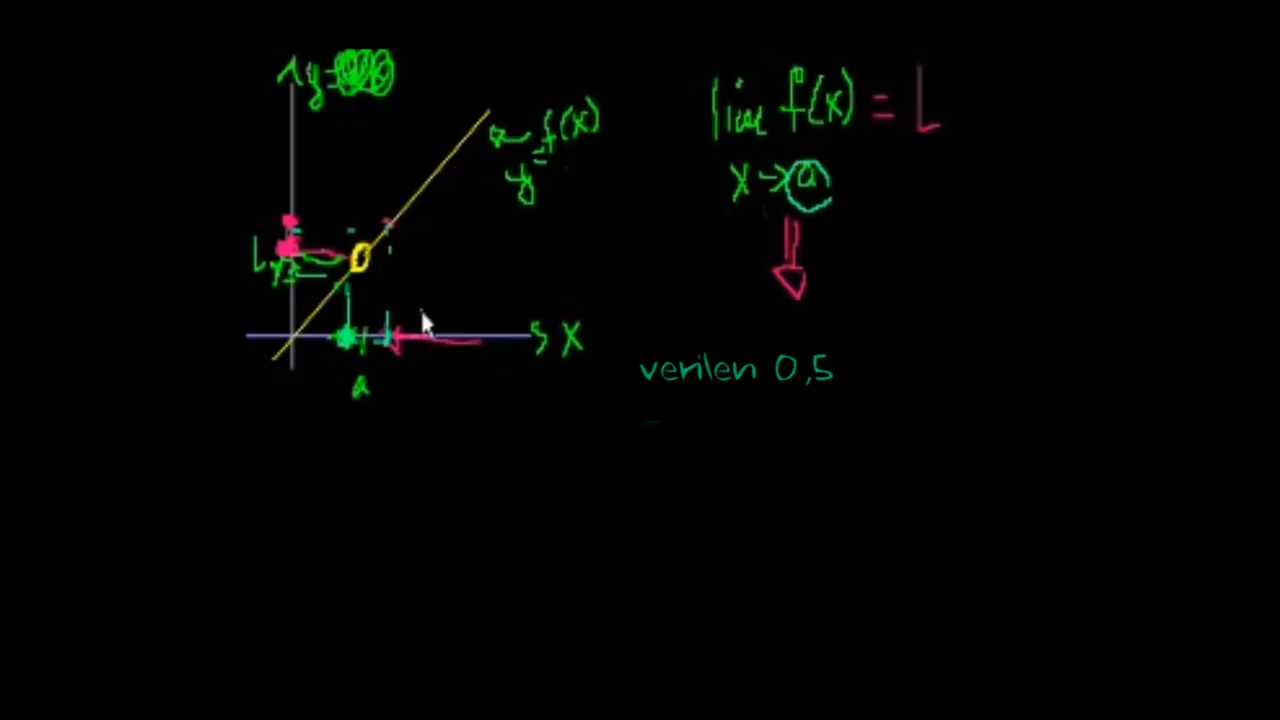 y=
y=f(x)
L
x
a
lim f(x) = L
x→a
verilen 0,5